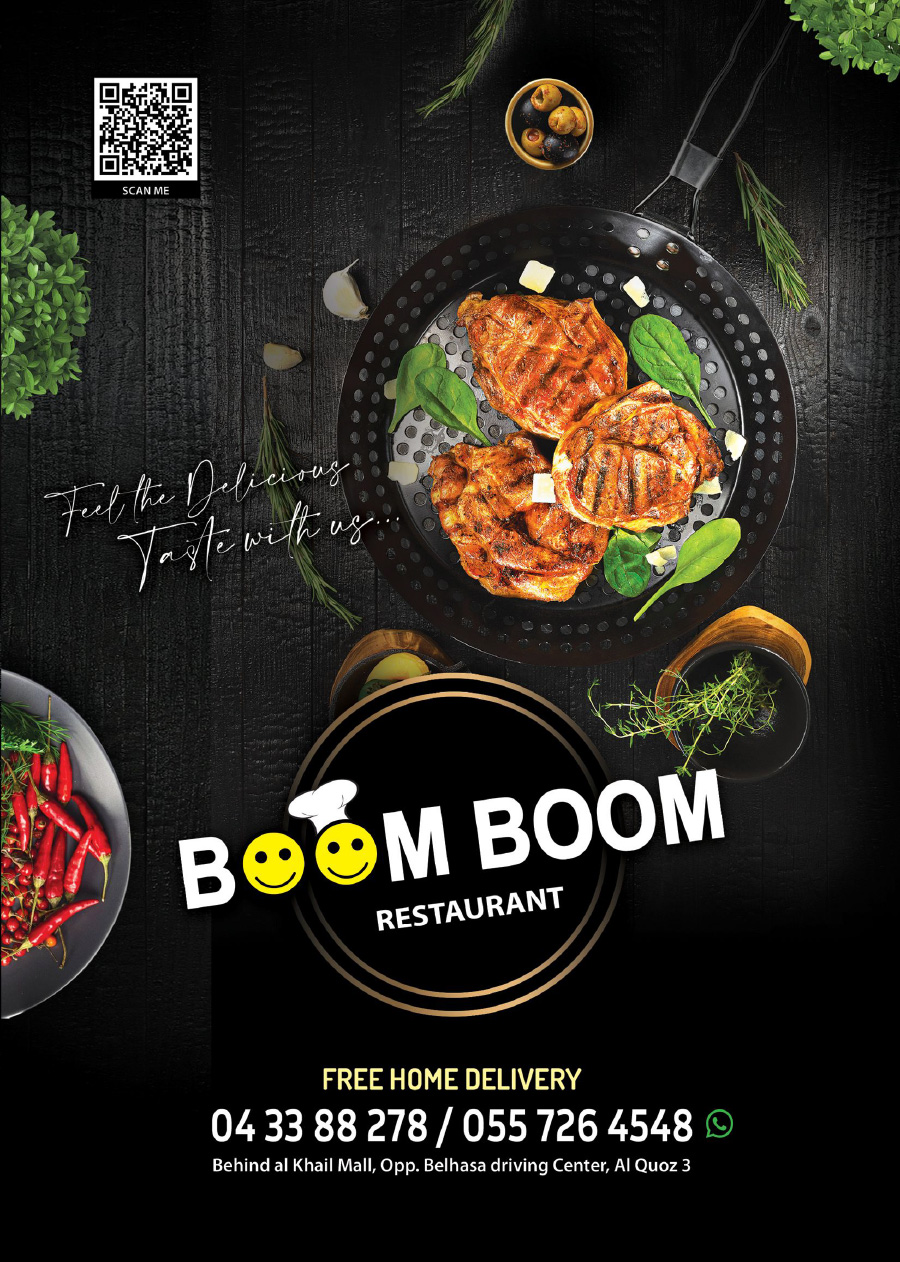 SCAN ME
Feel the Delicious
Taste with us...
BOOM BOOM
RESTAURANT
FREE HOME DELIVERY
04 33 88 278 / 055 726 4548
Behind al Khail Mall, Opp. Belhasa driving Center, Al Quoz 3